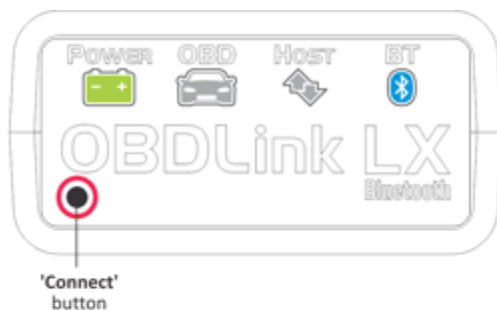 POWER OBD HOST BT
OBDLink LX
Bluetooth
'Connect'
button